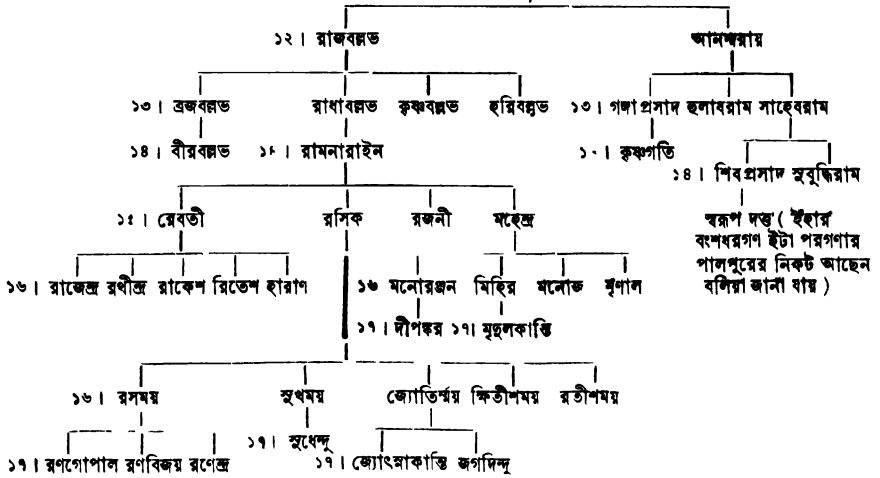 ১২। রাজবল্লভ আনন্দরায়
১৩। ব্রজবল্লভ রাধাবল্লভ কৃষ্ণবল্লভ হরিবল্লভ ১৩। গঙ্গাপ্রসাদ হুলাবরাম সাহেবরাম
১৪। বীরবল্লভ ১৪। রামনারাইন ১৪। কৃষ্ণগতি
১৪। শিবপ্রসাদ সুবুদ্ধিরাম
১৫। রেবতী রসিক রজনী মহেন্দ্র স্বরূপ দত্ত ( ইঁহার
বংশধরগণ ইটা পরগণার
পালপুরের নিকট আছেন
বলিয়া জানা যায় )
১৬। রাজেন্দ্র রথীন্দ্র রাকেশ রিতেশ হারাণ ১৬ মনোরঞ্জন মিহির মনোজ মৃণাল
১৭। দীপঙ্কর ১৭। মৃদুলকান্তি
১৬। রসময় সুখময় জ্যোতির্ময় ক্ষিতীশময় রতীশময়
১৭। রণগোপাল রণবিজয় রণেন্দ্র ১৭। সুধেন্দু ১৭। জ্যোৎস্নাকান্তি জগদিন্দু